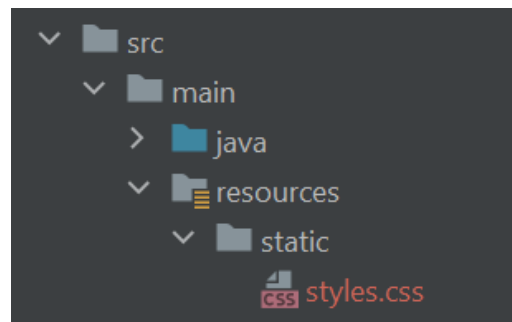 src
main
java
resources
static
CSS styles.css